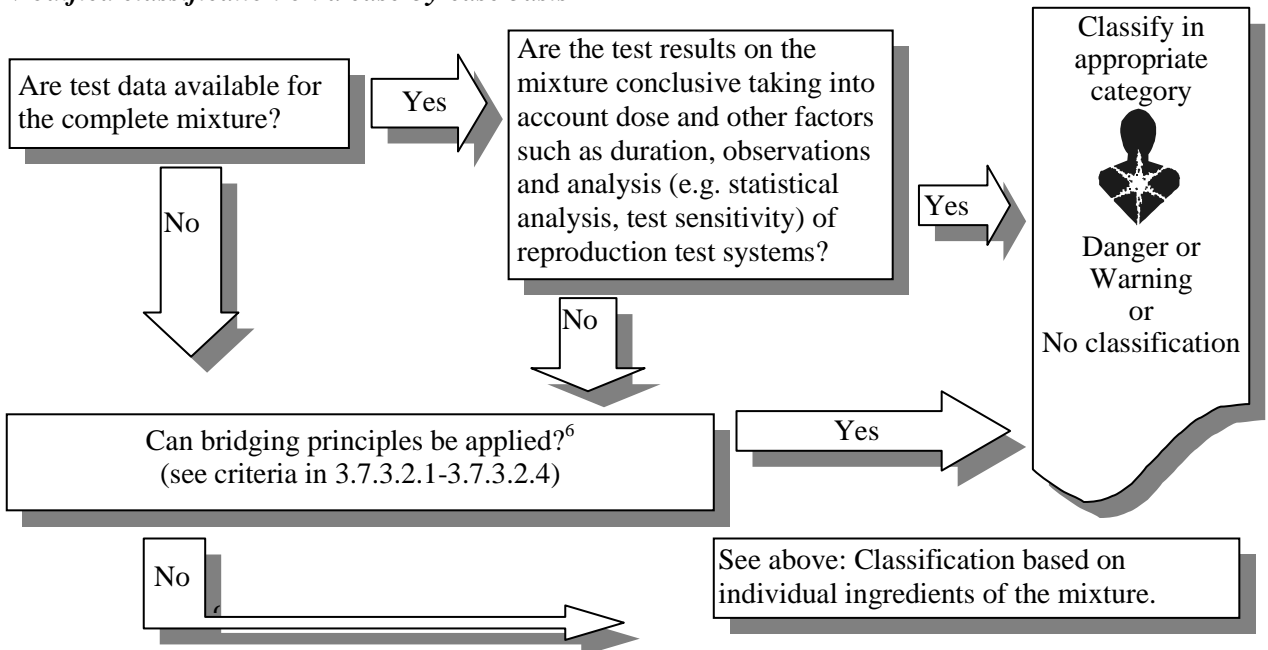 Are test data available for
the complete mixture?
Yes
Are the test results on the
mixture conclusive taking into
account dose and other factors
such as duration, observations
and analysis (e.g. statistical
analysis, test sensitivity) of
reproduction test systems?
Yes
Classify in
appropriate
category
Danger or
Warning
or
No classification
No
No
Can bridging principles be applied?⁶
(see criteria in 3.7.3.2.1-3.7.3.2.4)
Yes
No
See above: Classification based on
individual ingredients of the mixture.